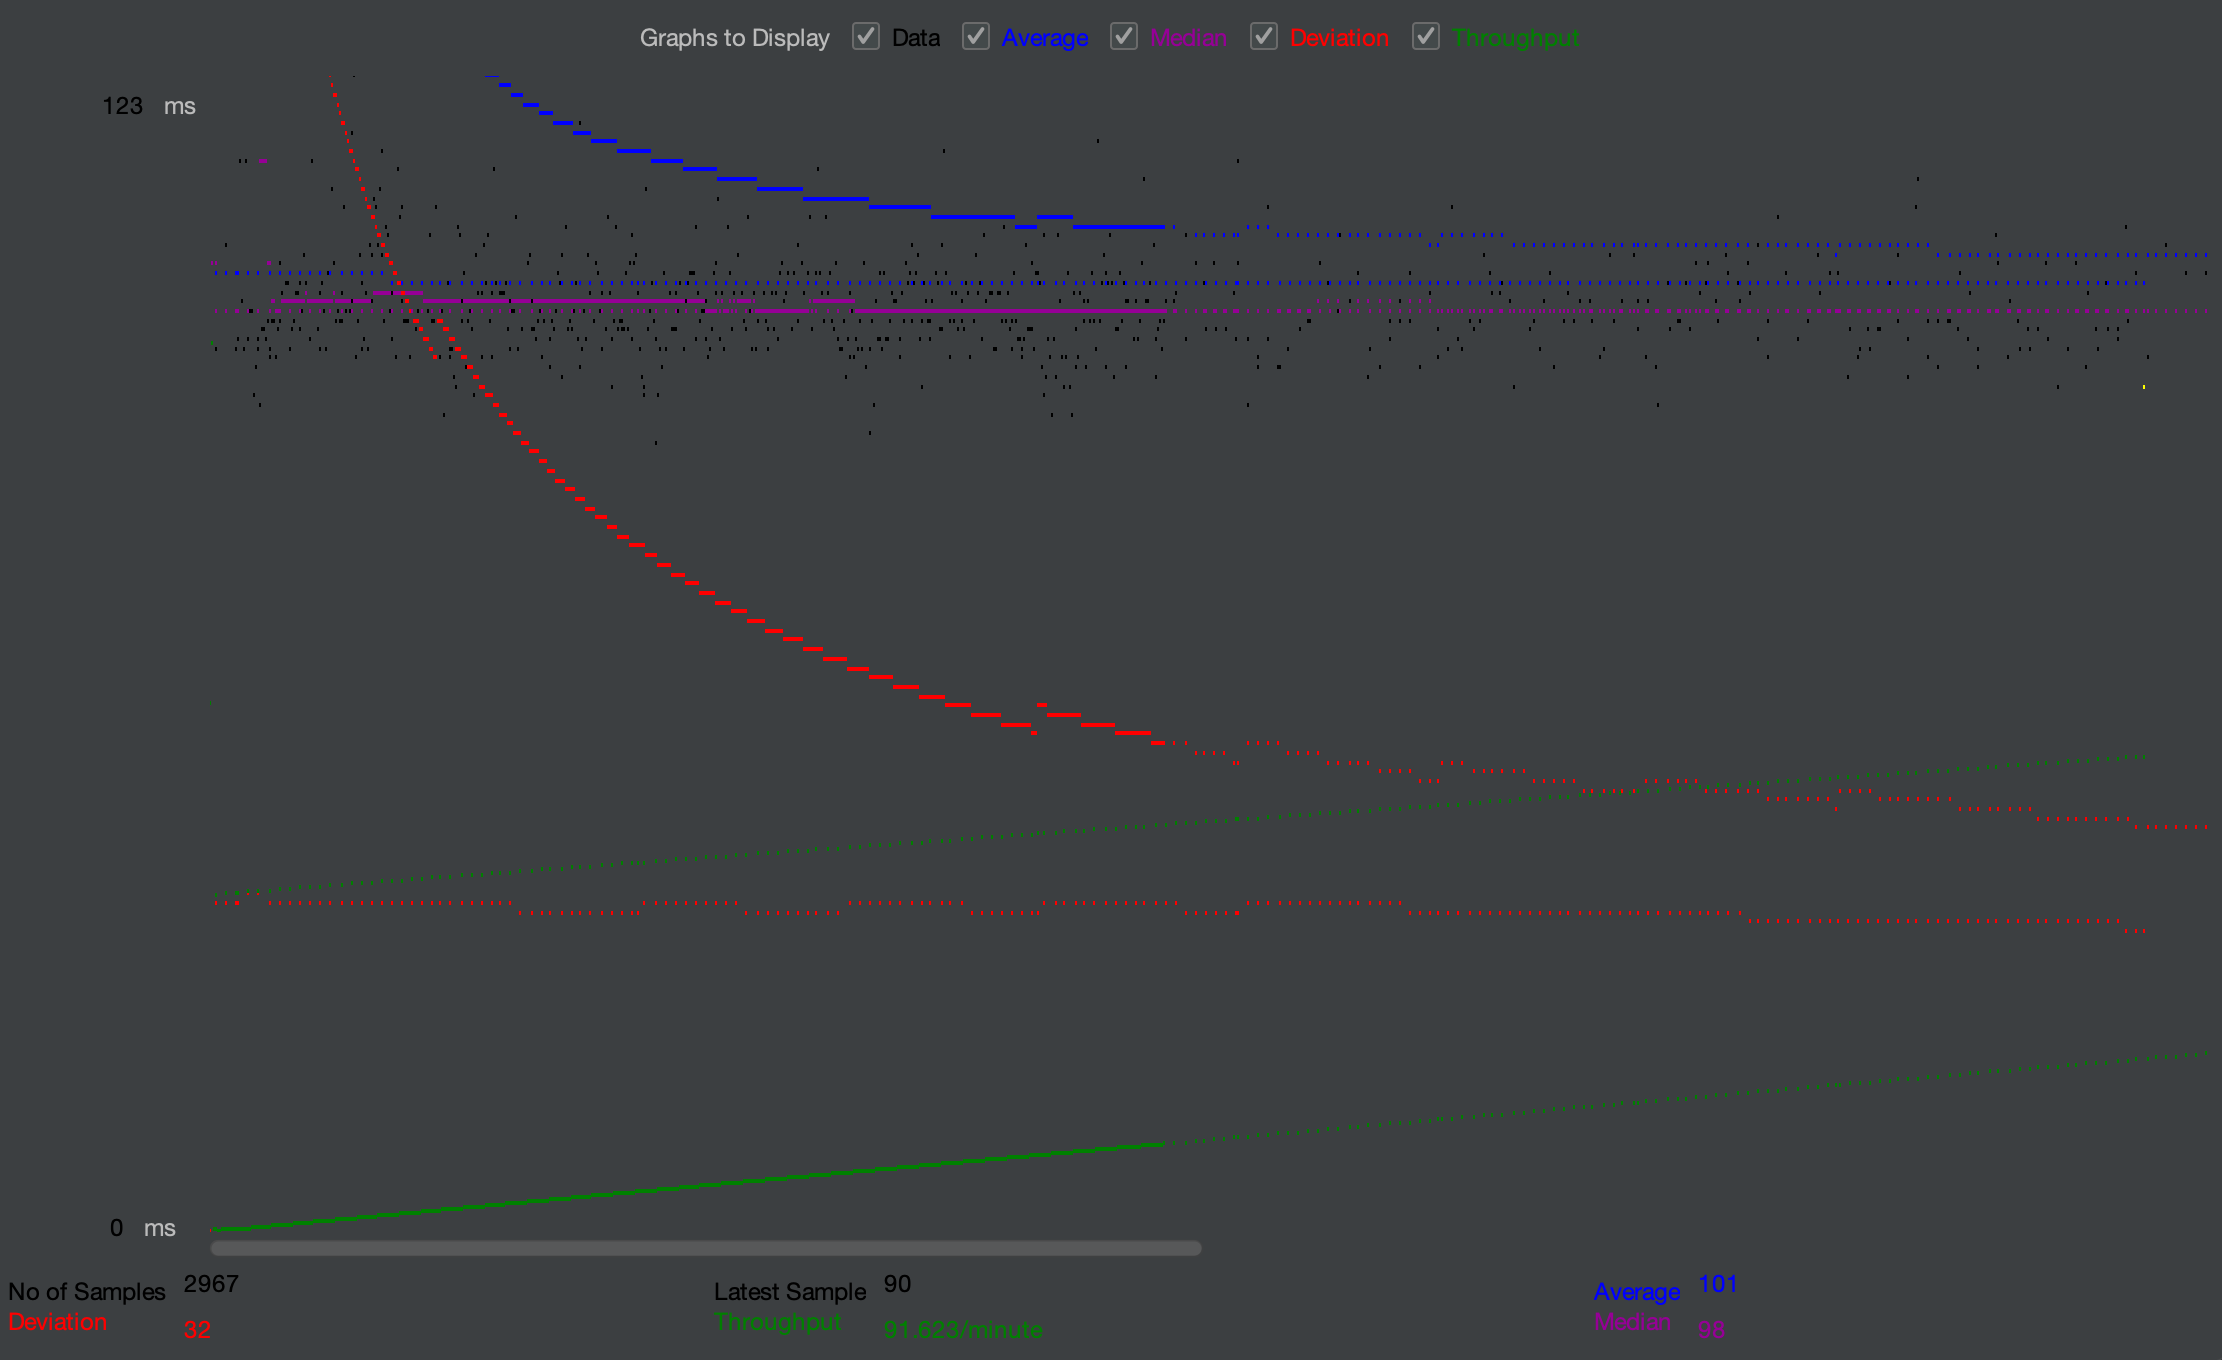 Graphs to Display Data Average Median Deviation Throughput
123 ms
0 ms
No of Samples 2967 Latest Sample 90 Average 101
Deviation 32 Throughput 91.623/minute Median 98